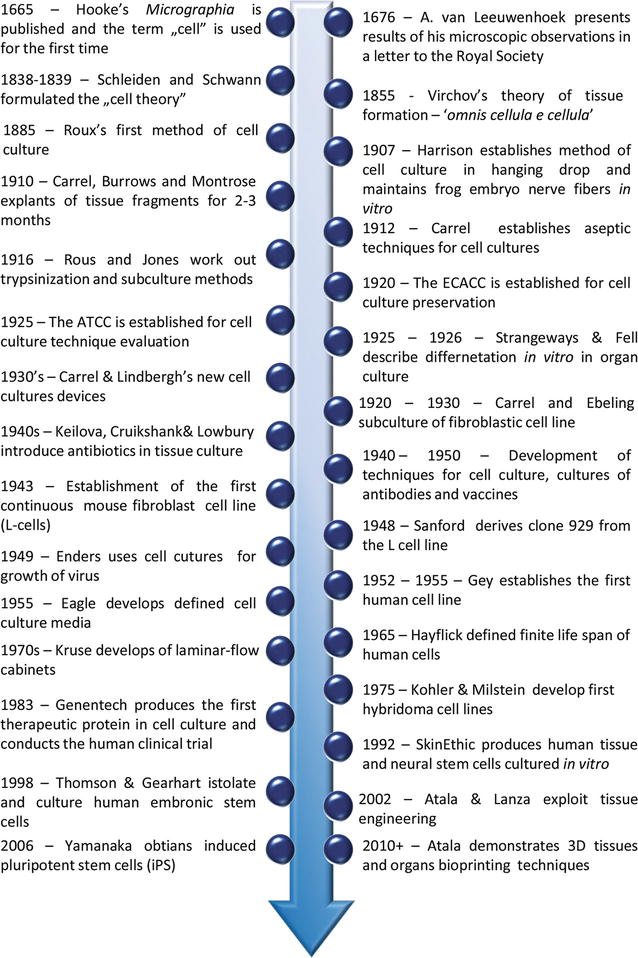 1665 – Hooke's Micrographia is
published and the term „cell" is used
for the first time
1838-1839 – Schleiden and Schwann
formulated the „cell theory"
1885 – Roux's first method of cell
culture
1910 – Carrel, Burrows and Montrose
explants of tissue fragments for 2-3
months
1916 – Rous and Jones work out
trypsinization and subculture methods
1925 – The ATCC is established for cell
culture technique evaluation
1930's – Carrel & Lindbergh's new cell
cultures devices
1940s – Keilova, Cruikshank& Lowbury
introduce antibiotics in tissue culture
1943 – Establishment of the first
continuous mouse fibroblast cell line
(L-cells)
1949 – Enders uses cell cutures for
growth of virus
1955 – Eagle develops defined cell
culture media
1970s – Kruse develops of laminar-flow
cabinets
1983 – Genentech produces the first
therapeutic protein in cell culture and
conducts the human clinical trial
1998 – Thomson & Gearhart istolate
and culture human embronic stem
cells
2006 – Yamanaka obtians induced
pluripotent stem cells (iPS)
1676 – A. van Leeuwenhoek presents
results of his microscopic observations in
a letter to the Royal Society
1855 - Virchov's theory of tissue
formation – 'omnis cellula e cellula'
1907 – Harrison establishes method of
cell culture in hanging drop and
maintains frog embryo nerve fibers in
vitro
1912 – Carrel establishes aseptic
techniques for cell cultures
1920 – The ECACC is established for cell
culture preservation
1925 – 1926 – Strangeways & Fell
describe differnetation in vitro in organ
culture
1920 – 1930 – Carrel and Ebeling
subculture of fibroblastic cell line
1940 – 1950 – Development of
techniques for cell culture, cultures of
antibodies and vaccines
1948 – Sanford derives clone 929 from
the L cell line
1952 – 1955 – Gey establishes the first
human cell line
1965 – Hayflick defined finite life span of
human cells
1975 – Kohler & Milstein develop first
hybridoma cell lines
1992 – SkinEthic produces human tissue
and neural stem cells cultured in vitro
2002 – Atala & Lanza exploit tissue
engineering
2010+ – Atala demonstrates 3D tissues
and organs bioprinting techniques